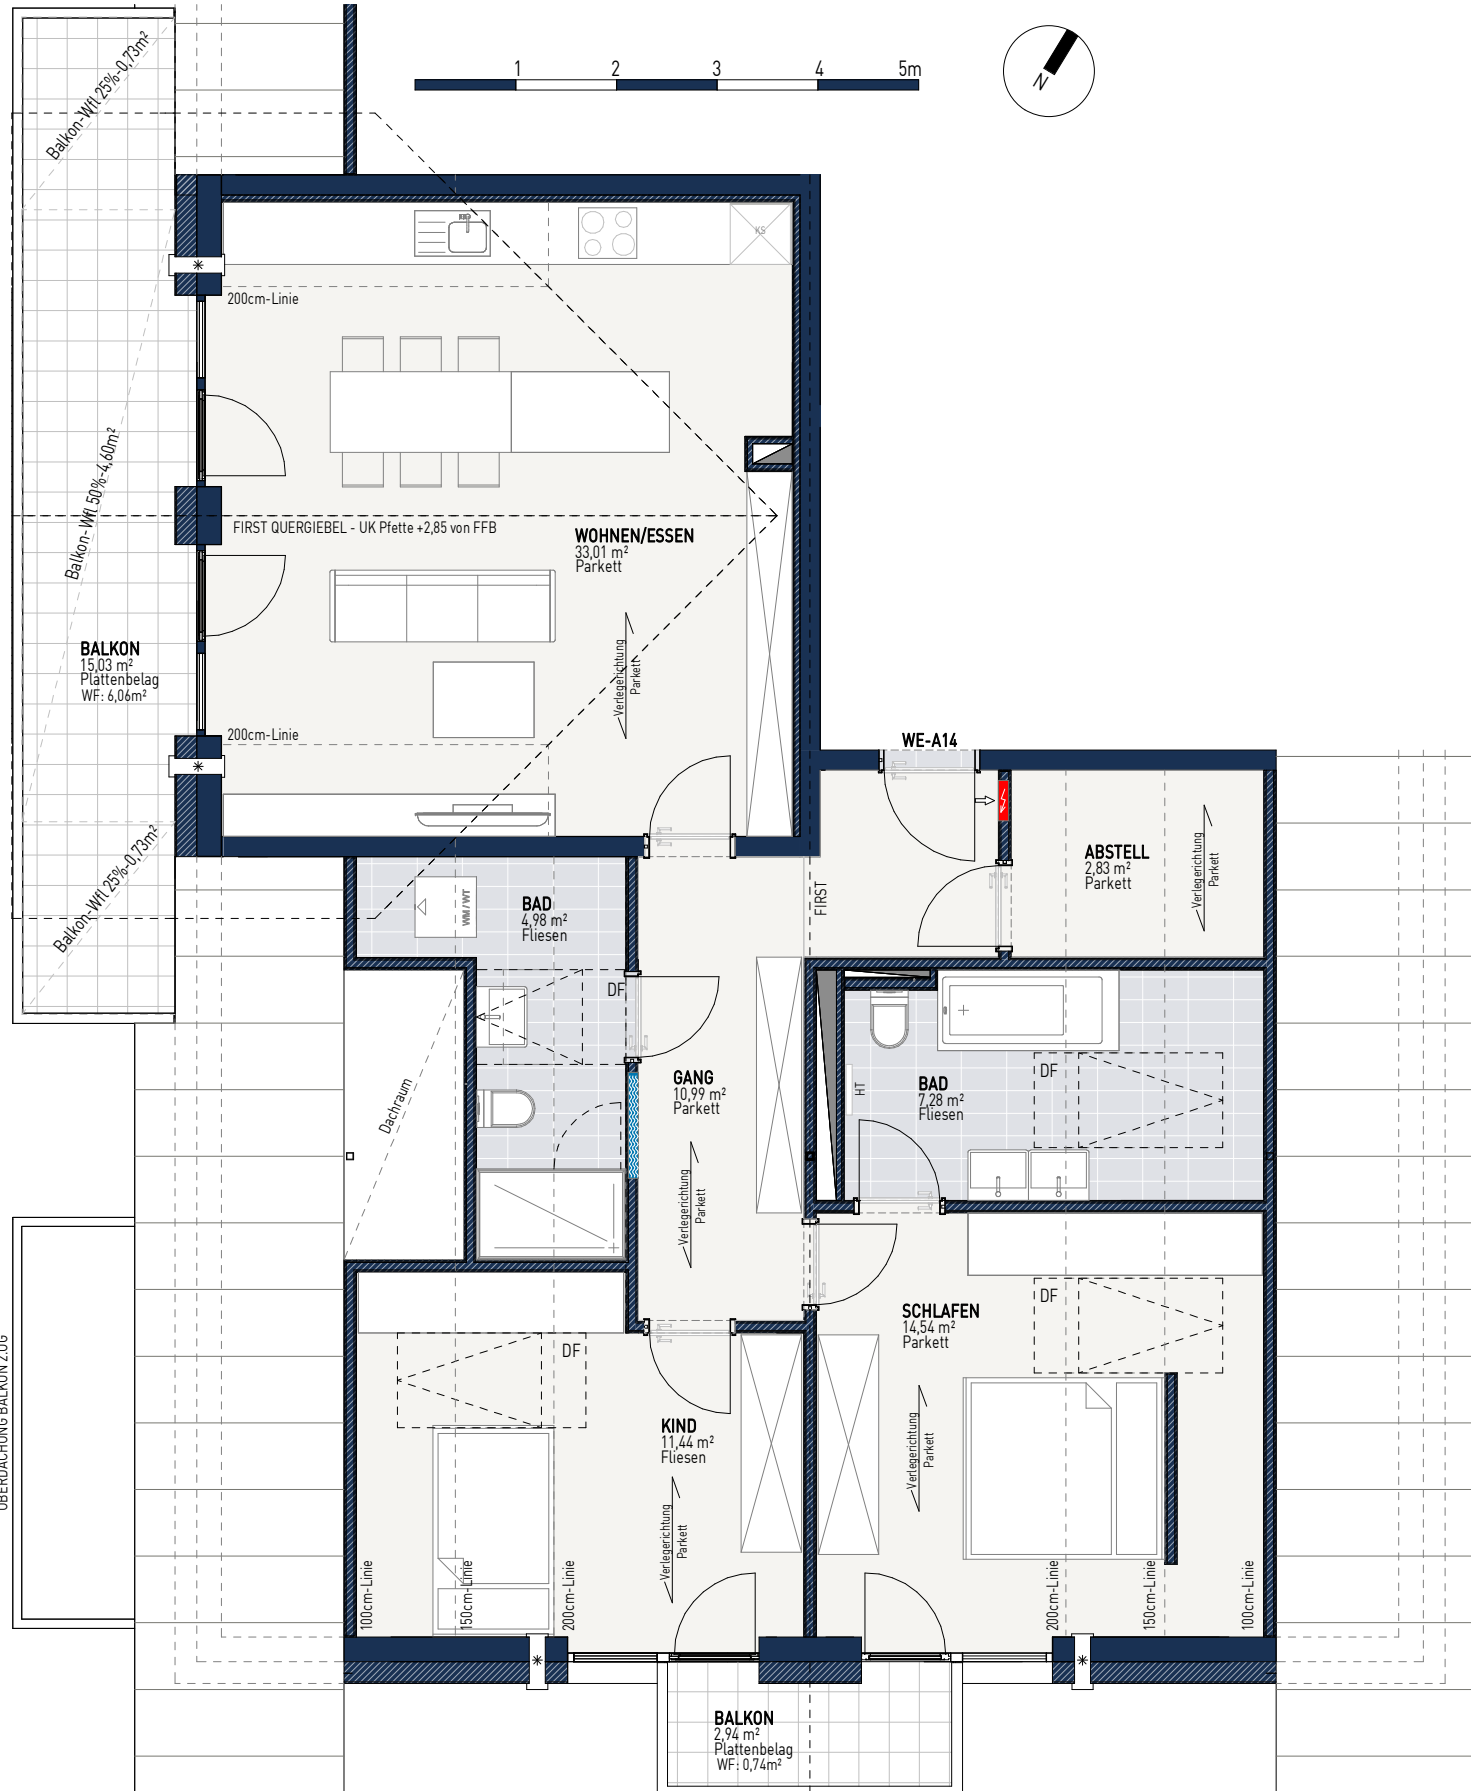 1 2 3 4 5m
N
Balkon-Wfl 25%-0,73m²
KS
200cm-Linie
Balkon-Wfl 50%-4,60m²
FIRST QUERGIEBEL - UK Pfette +2,85 von FFB
WOHNEN/ESSEN
33,01 m²
Parkett
Verlegerichtung
Parkett
BALKON
15,03 m²
Plattenbelag
WF: 6,06m²
200cm-Linie
WE-A14
Balkon-Wfl 25%-0,73m²
ABSTELL
2,83 m²
Parkett
Verlegerichtung
Parkett
WM/WT
BAD
4,98 m²
Fliesen
FIRST
DF
Dachraum
GANG
10,99 m²
Parkett
Verlegerichtung
Parkett
HT
BAD
7,28 m²
Fliesen
DF
SCHLAFEN
14,54 m²
Parkett
DF
Verlegerichtung
Parkett
DF
KIND
11,44 m²
Fliesen
Verlegerichtung
Parkett
ÜBERDACHUNG BALKON 2.OG
100cm-Linie
150cm-Linie
200cm-Linie
200cm-Linie
150cm-Linie
100cm-Linie
BALKON
2,94 m²
Plattenbelag
WF: 0,74m²